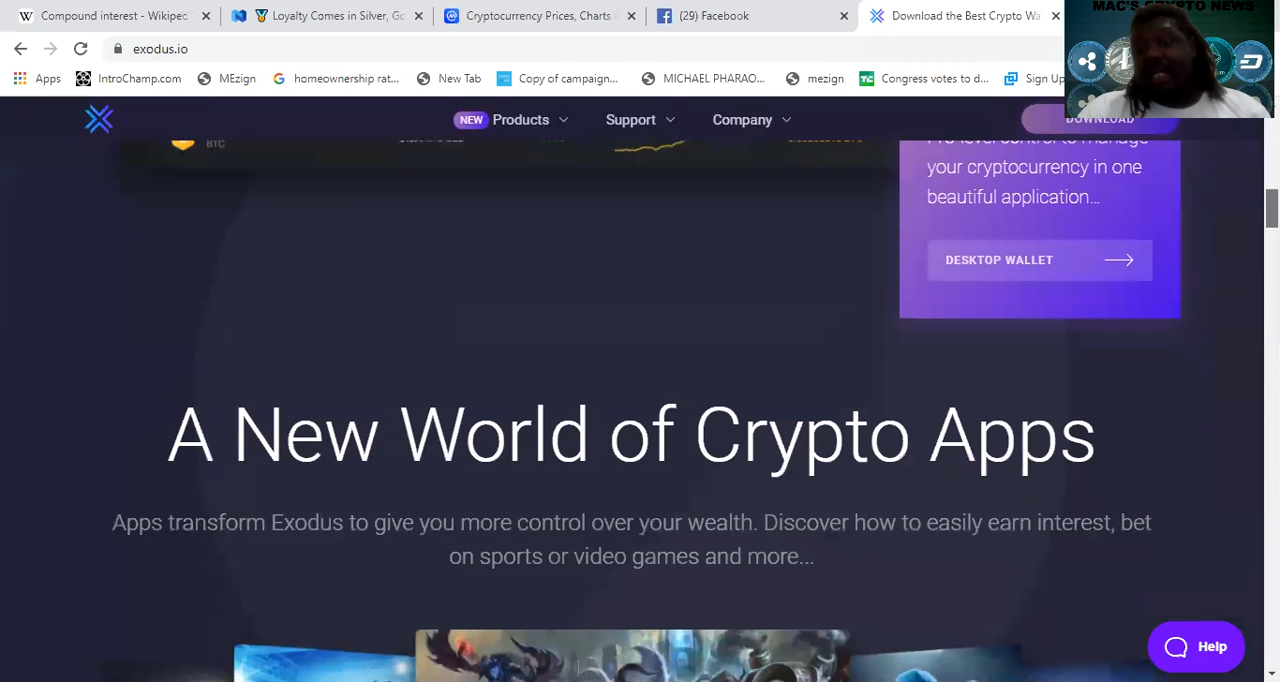 Compound interest - Wikiped
Loyalty Comes in Silver, Go
Cryptocurrency Prices, Charts
(29) Facebook
Download the Best Crypto Wa
MAC'S CRYPTO NEWS
exodus.io
Apps
IntroChamp.com
MEzign
homeownership rat...
New Tab
Copy of campaign...
MICHAEL PHARAO...
mezign
Congress votes to d...
Sign Up
NEW Products
Support
Company
DOWNLOAD
BTC
your cryptocurrency in one
beautiful application...
DESKTOP WALLET
A New World of Crypto Apps
Apps transform Exodus to give you more control over your wealth. Discover how to easily earn interest, bet
on sports or video games and more...
Help